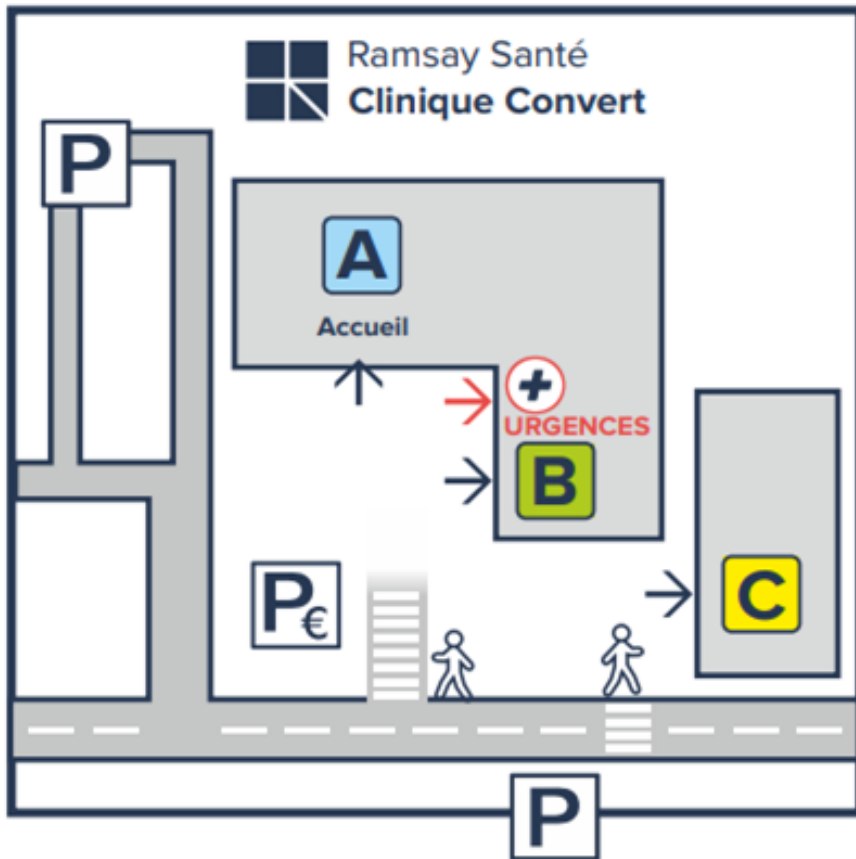 Ramsay Santé
Clinique Convert
P
A
Accueil
URGENCES
B
P€
C
P